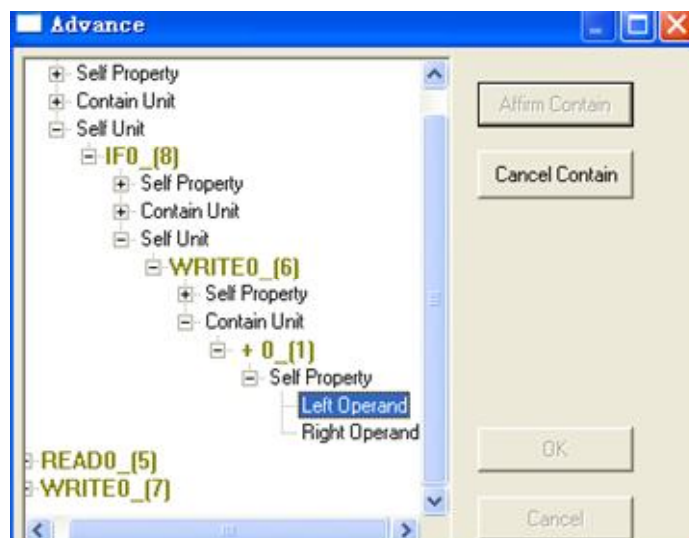 Advance
Self Property
Contain Unit
Self Unit
IF0_(8)
Self Property
Contain Unit
Self Unit
WRITE0_(6)
Self Property
Contain Unit
+ 0_(1)
Self Property
Left Operand
Right Operand
READ0_(5)
WRITE0_(7)
Affirm Contain
Cancel Contain
OK
Cancel